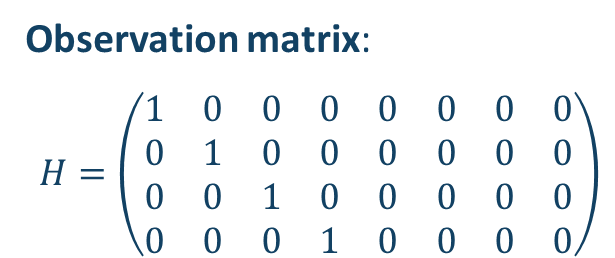 Observation matrix:
H = (1 0 0 0 0 0 0 0
0 1 0 0 0 0 0 0
0 0 1 0 0 0 0 0
0 0 0 1 0 0 0 0)